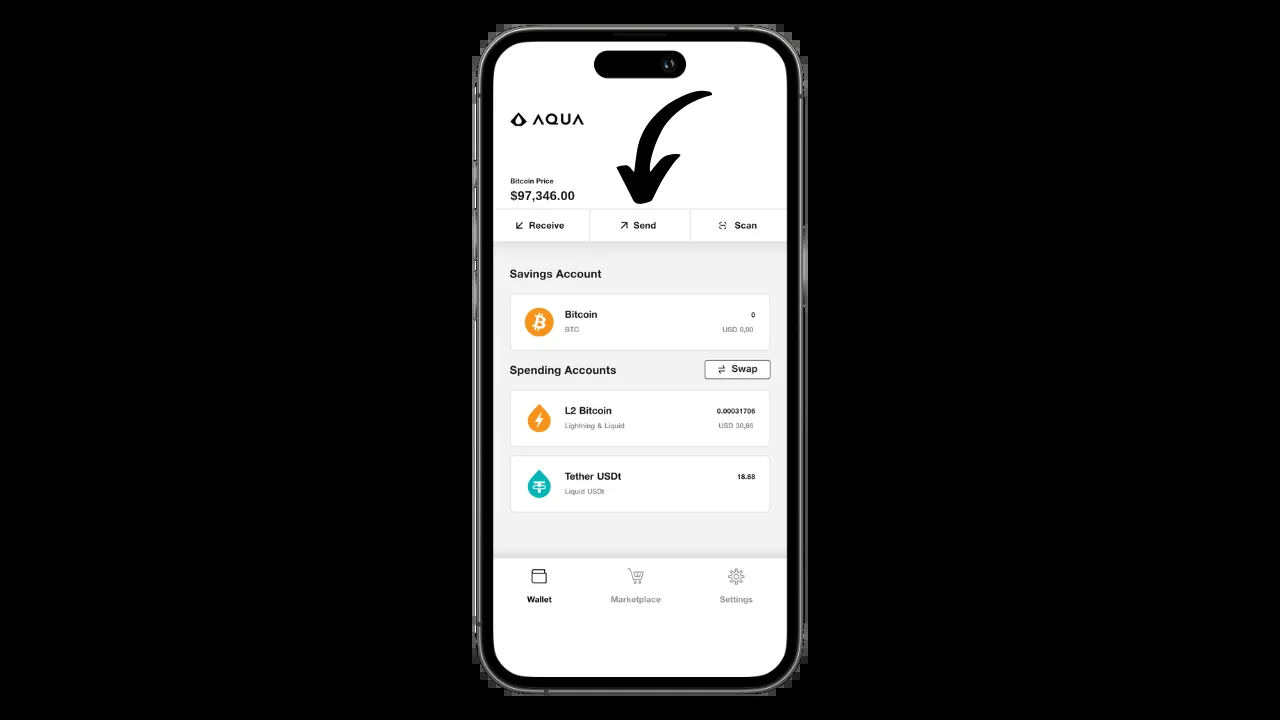 AQUA
Bitcoin Price
$97,346.00
Receive
Send
Scan
Savings Account
Bitcoin
0
BTC
USD 0,00
Spending Accounts
Swap
L2 Bitcoin
0.00031706
Lightning & Liquid
USD 30,86
Tether USDt
18.68
Liquid USDt
Wallet
Marketplace
Settings